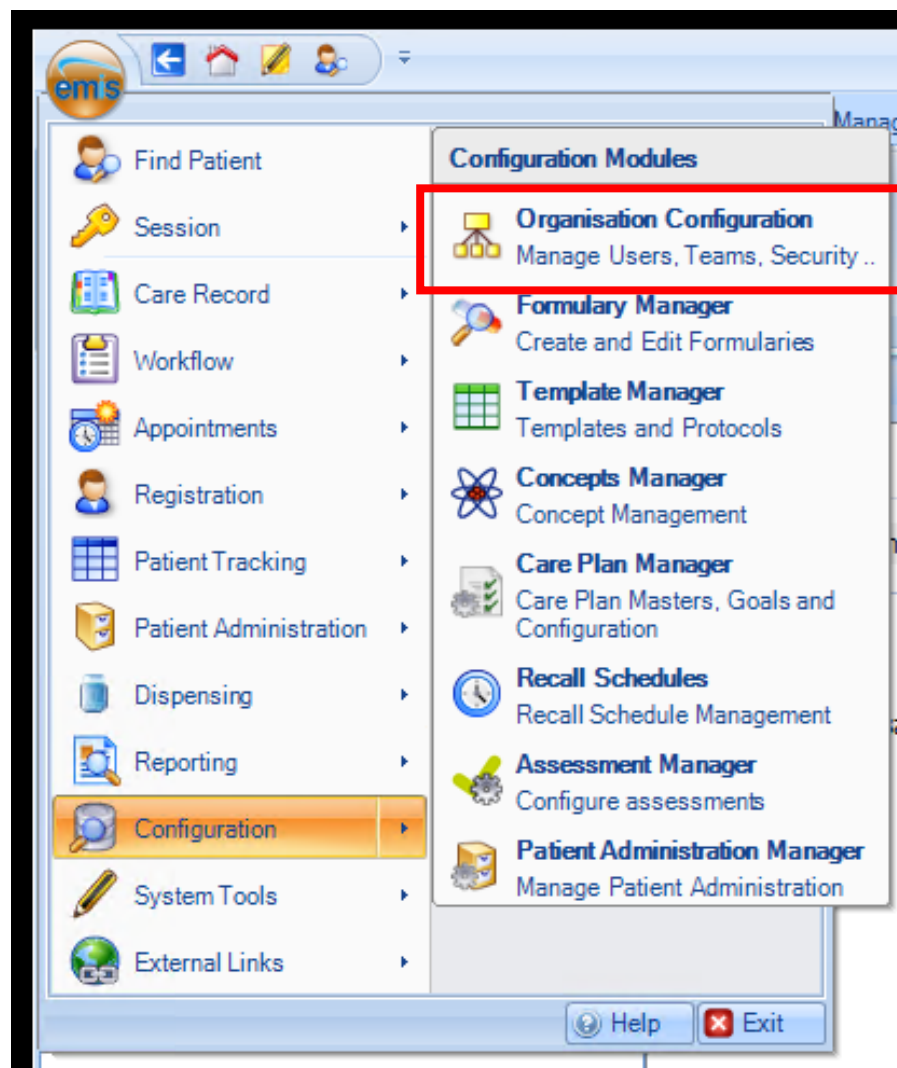 emis
Manag
Find Patient
Session
Care Record
Workflow
Appointments
Registration
Patient Tracking
Patient Administration
Dispensing
Reporting
Configuration
System Tools
External Links
Configuration Modules
Organisation Configuration
Manage Users, Teams, Security ..
Formulary Manager
Create and Edit Formularies
Template Manager
Templates and Protocols
Concepts Manager
Concept Management
Care Plan Manager
Care Plan Masters, Goals and
Configuration
Recall Schedules
Recall Schedule Management
Assessment Manager
Configure assessments
Patient Administration Manager
Manage Patient Administration
Help
Exit